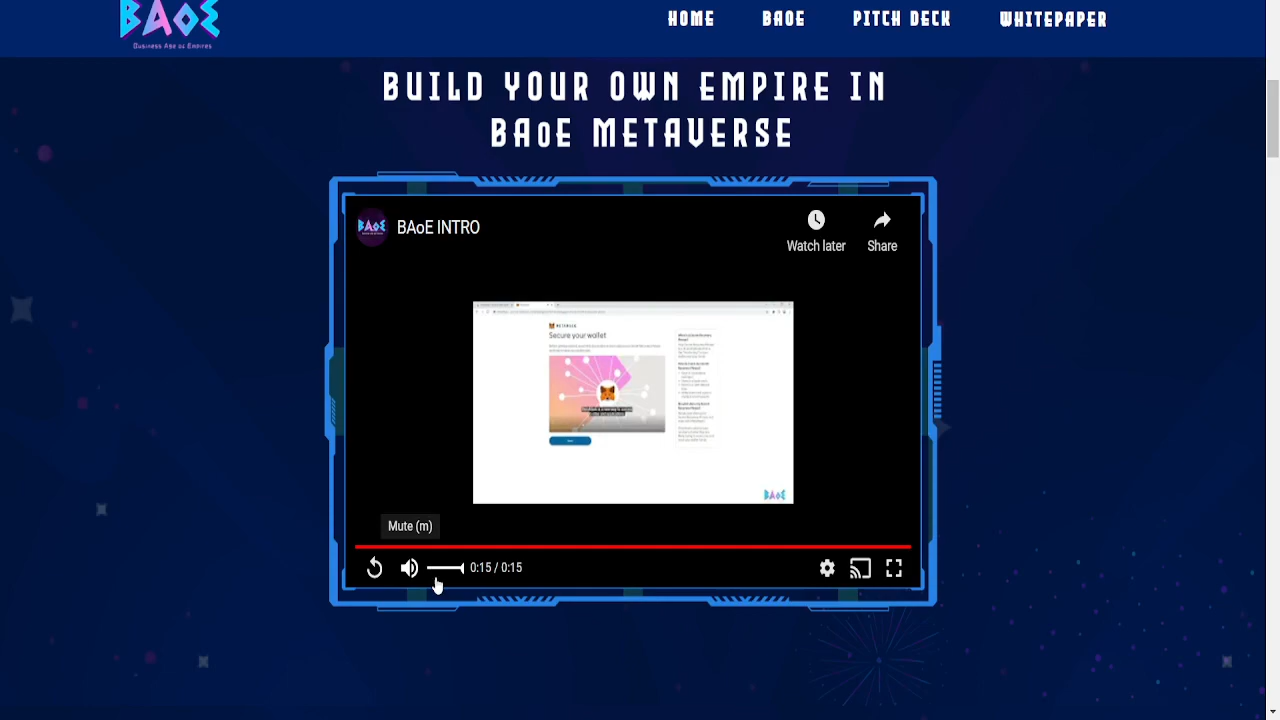 BAOE
Business Age of Empires
HOME BAOE PITCH DECK WHITEPAPER
BUILD YOUR OWN EMPIRE IN
BAOE METAVERSE
BAoE INTRO
Watch later
Share
Secure your wallet
BAOE
Mute (m)
0:15 / 0:15